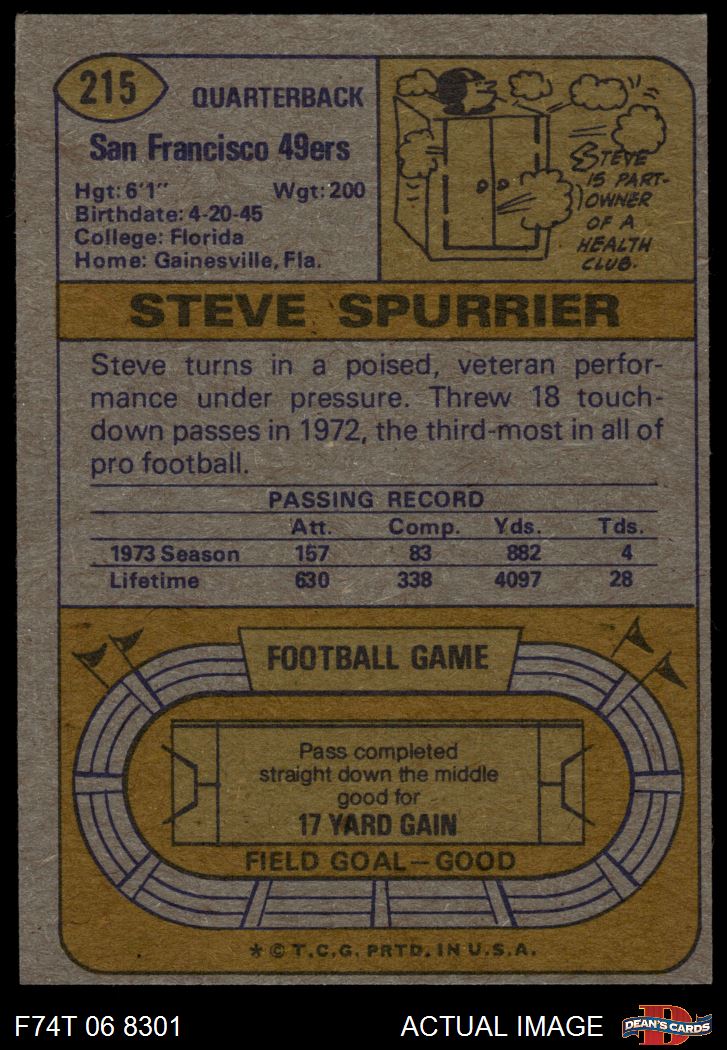 215
QUARTERBACK
San Francisco 49ers
Hgt: 6'1" Wgt: 200
Birthdate: 4-20-45
College: Florida
Home: Gainesville, Fla.
STEVE
IS PART-
OWNER
OF A
HEALTH
CLUB.
STEVE SPURRIER
Steve turns in a poised, veteran perfor-
mance under pressure. Threw 18 touch-
down passes in 1972, the third-most in all of
pro football.
PASSING RECORD
Att. Comp. Yds. Tds.
1973 Season 157 83 882 4
Lifetime 630 338 4097 28
FOOTBALL GAME
Pass completed
straight down the middle
good for
17 YARD GAIN
FIELD GOAL—GOOD
* © T.C.G. PRTD. IN U.S.A.
F74T 06 8301 ACTUAL IMAGE
D
DEAN'S CARDS